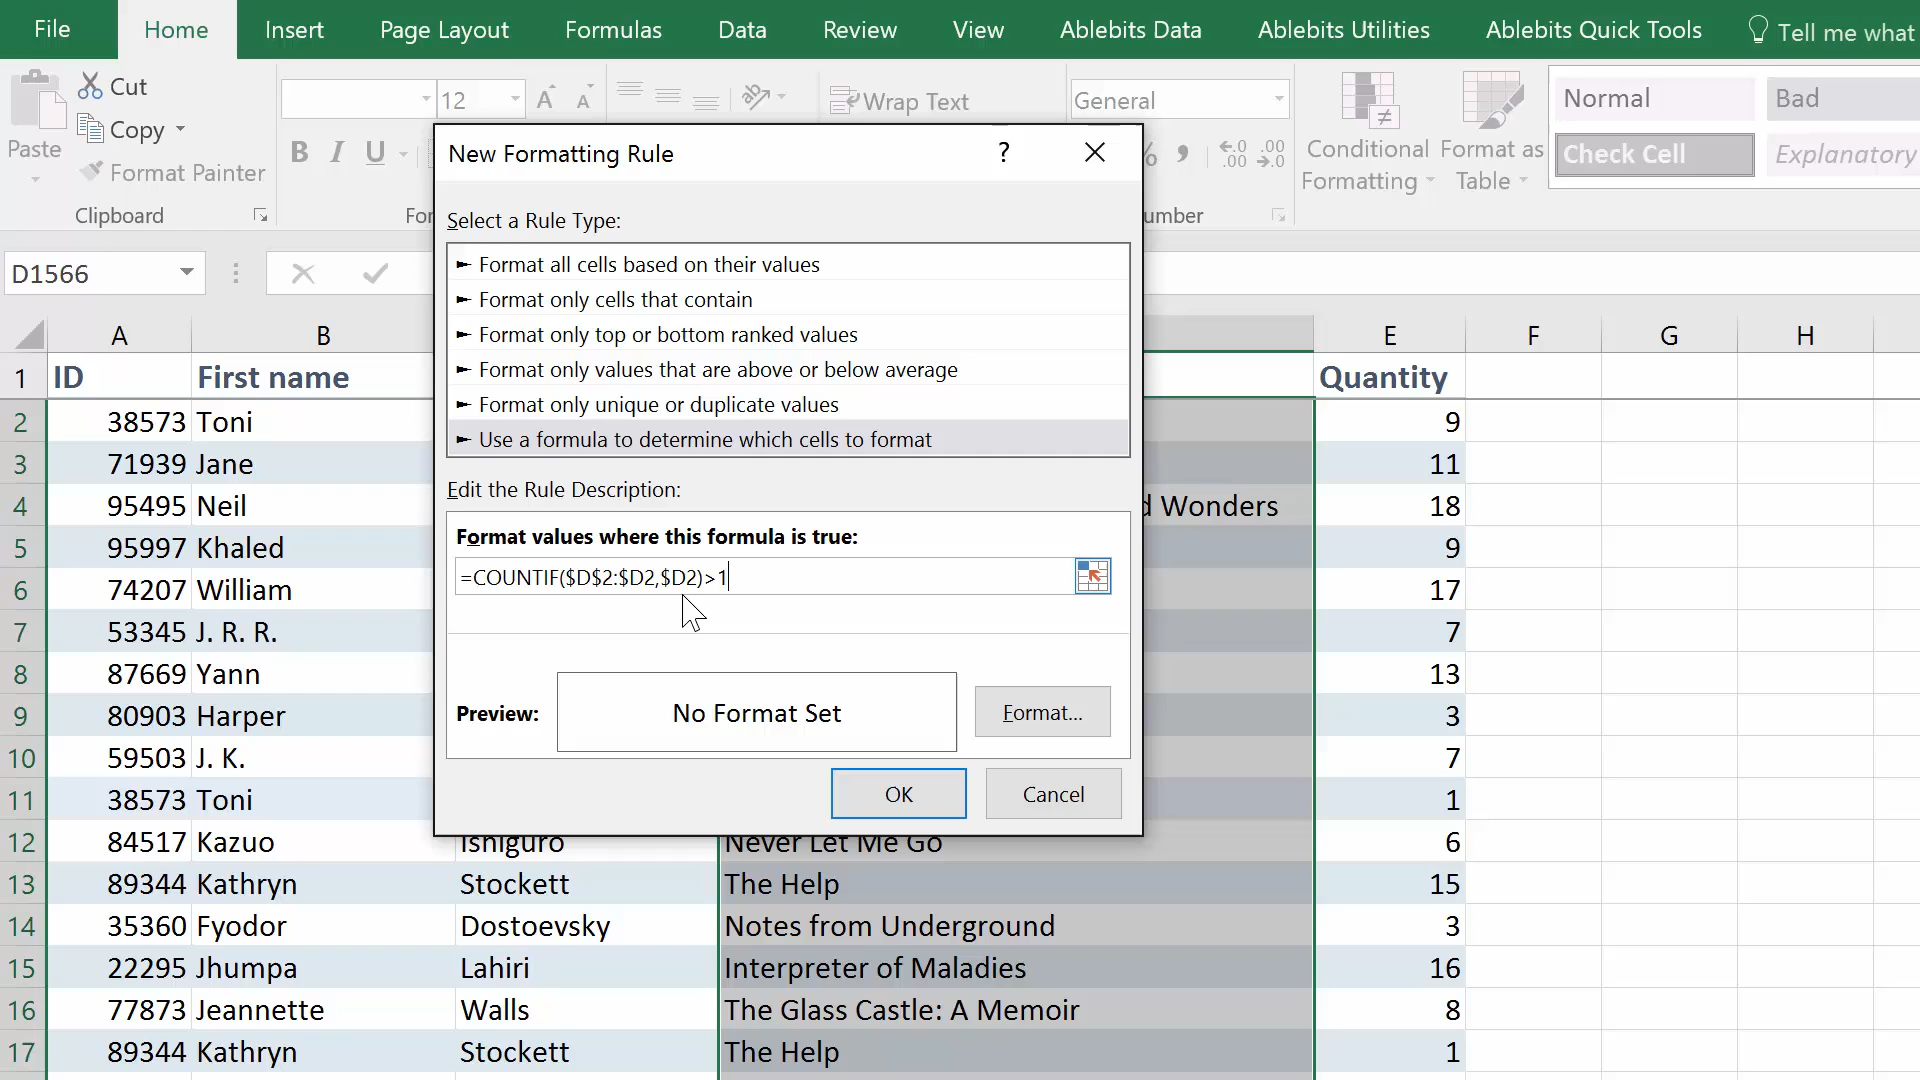 File Home Insert Page Layout Formulas Data Review View Ablebits Data Ablebits Utilities Ablebits Quick Tools Tell me what
Paste
Cut
Copy
Format Painter
Clipboard
12
B I U
For
Wrap Text
General
% , .00 .00
umber
Conditional Formatting
Format as Table
Normal Bad
Check Cell Explanatory
D1566
New Formatting Rule ?
Select a Rule Type:
► Format all cells based on their values
► Format only cells that contain
► Format only top or bottom ranked values
► Format only values that are above or below average
► Format only unique or duplicate values
► Use a formula to determine which cells to format
Edit the Rule Description:
Format values where this formula is true:
=COUNTIF($D$2:$D2,$D2)>1
Preview: No Format Set Format...
OK Cancel
A B E F G H
1 ID First name Quantity
2 38573 Toni 9
3 71939 Jane 11
4 95495 Neil d Wonders 18
5 95997 Khaled 9
6 74207 William 17
7 53345 J. R. R. 7
8 87669 Yann 13
9 80903 Harper 3
10 59503 J. K. 7
11 38573 Toni 1
12 84517 Kazuo Ishiguro Never Let Me Go 6
13 89344 Kathryn Stockett The Help 15
14 35360 Fyodor Dostoevsky Notes from Underground 3
15 22295 Jhumpa Lahiri Interpreter of Maladies 16
16 77873 Jeannette Walls The Glass Castle: A Memoir 8
17 89344 Kathryn Stockett The Help 1